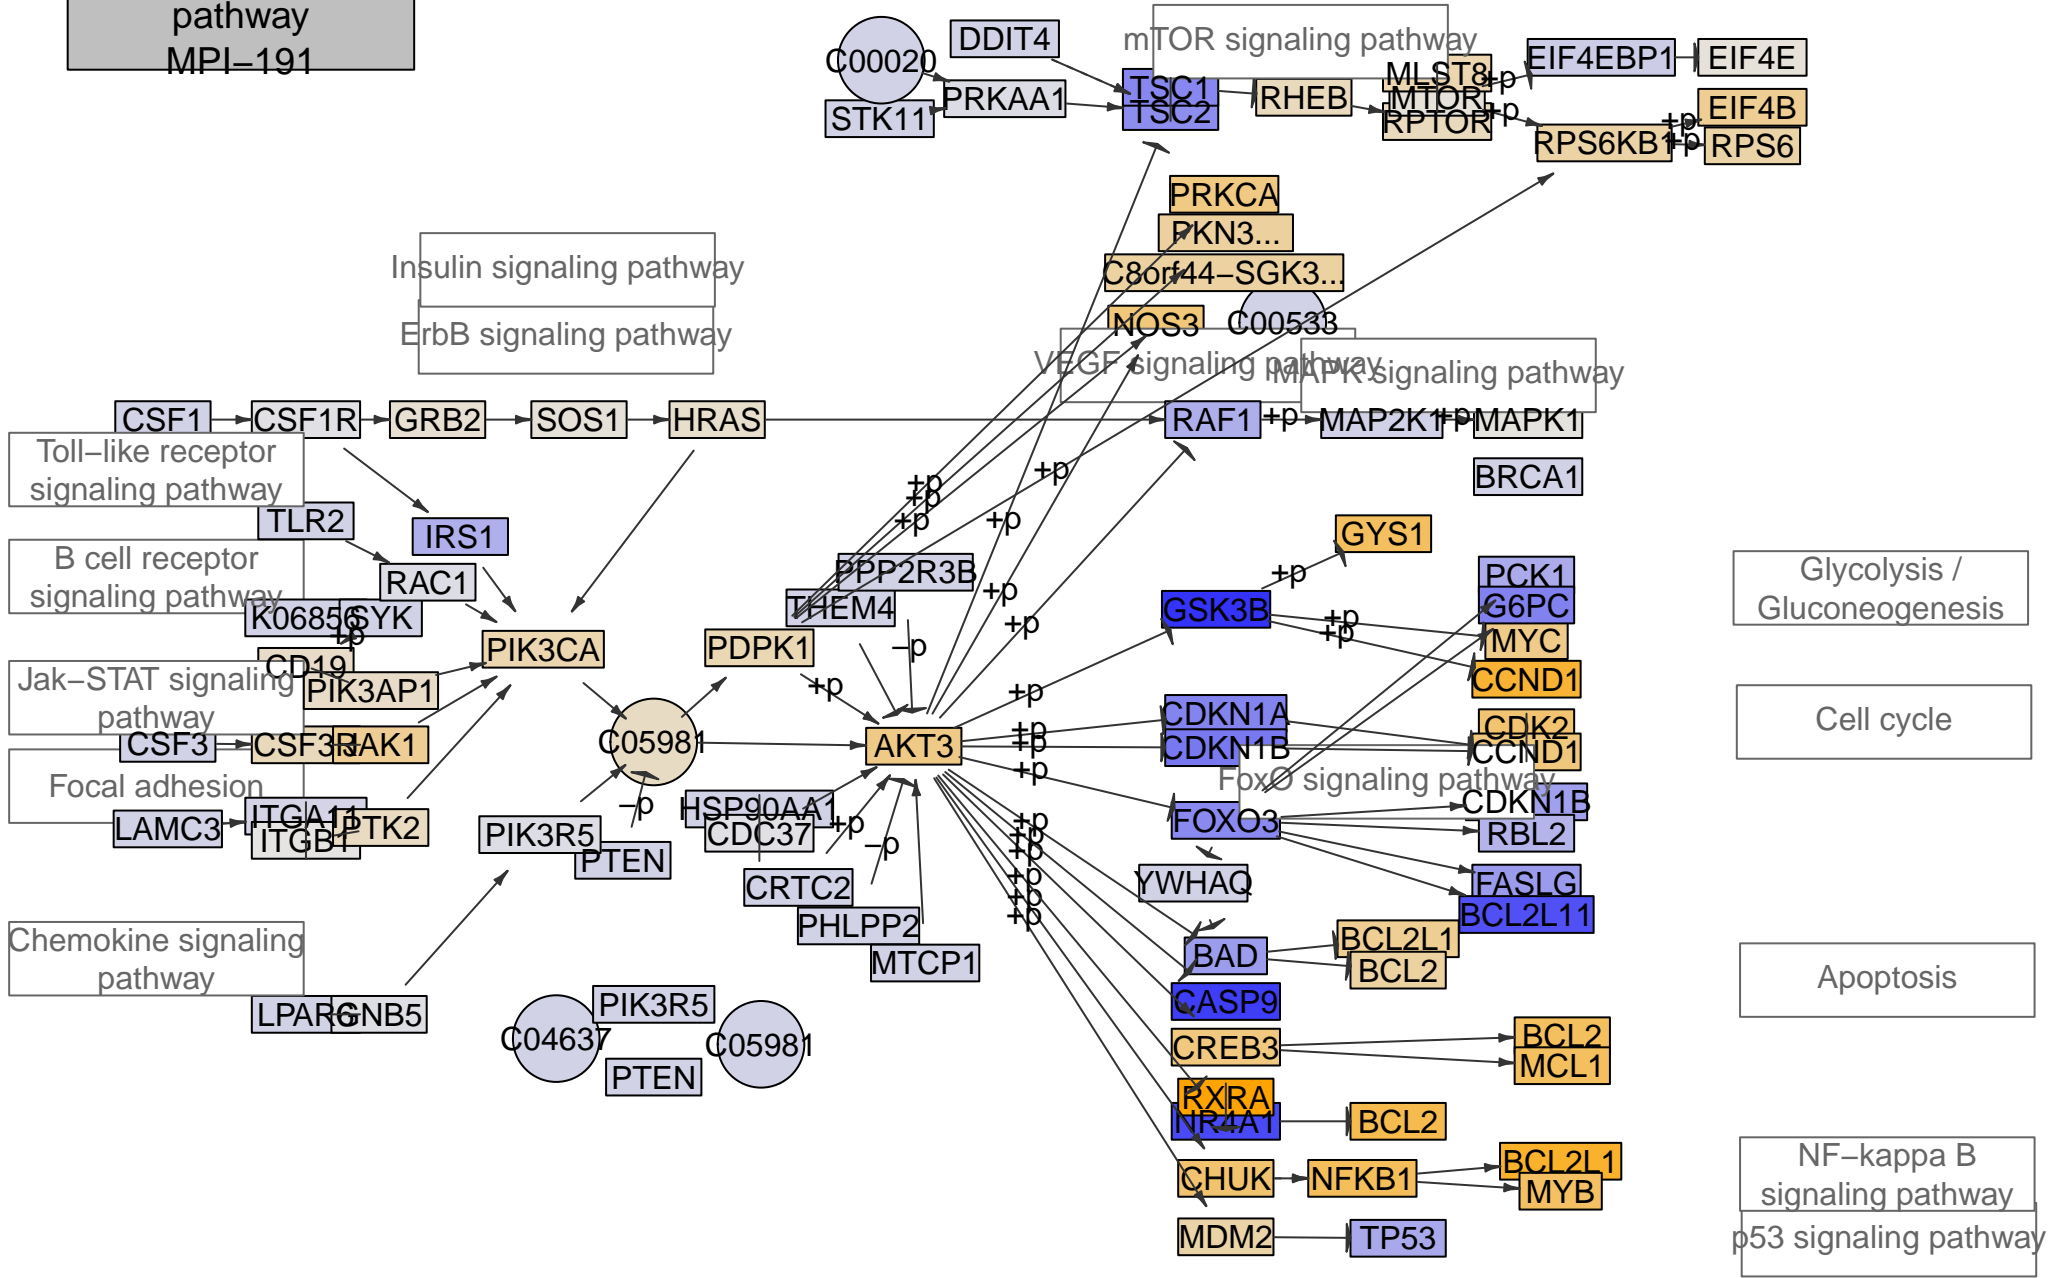 pathway
MPI−191
C00020
DDIT4
STK11
PRKAA1
TSC1
TSC2
mTOR signaling pathway
RHEB
MLST8
MTOR
RPTOR
+p
+p
EIF4EBP1
EIF4E
RPS6KB1
+p
+p
EIF4B
RPS6
PRKCA
PKN3...
C8orf44−SGK3...
NOS3
C00533
Insulin signaling pathway
ErbB signaling pathway
VEGF signaling pathway
MAPK signaling pathway
CSF1
CSF1R
GRB2
SOS1
HRAS
RAF1
+p
MAP2K1
+p
MAPK1
BRCA1
Toll−like receptor
signaling pathway
TLR2
IRS1
RAC1
B cell receptor
signaling pathway
K06856
SYK
+p
CD19
PIK3AP1
PIK3CA
PDPK1
THEM4
PPP2R3B
+p
+p
+p
+p
+p
+p
+p
−p
+p
Jak−STAT signaling
pathway
CSF3
CSF3R
JAK1
C05981
AKT3
Focal adhesion
LAMC3
ITGA11
ITGB1
PTK2
PIK3R5
PTEN
−p
HSP90AA1
CDC37
+p
−p
CRTC2
PHLPP2
MTCP1
Chemokine signaling
pathway
LPAR6
GNB5
C04637
PIK3R5
PTEN
C05981
+p
+p
+p
+p
+p
+p
+p
+p
+p
+p
GSK3B
+p
GYS1
+p
+p
PCK1
G6PC
MYC
CCND1
CDKN1A
CDKN1B
CDK2
CCND1
FoxO signaling pathway
FOXO3
CDKN1B
RBL2
FASLG
BCL2L11
YWHAQ
BAD
BCL2L1
BCL2
CASP9
CREB3
BCL2
MCL1
RXRA
NR4A1
BCL2
CHUK
NFKB1
BCL2L1
MYB
MDM2
TP53
Glycolysis /
Gluconeogenesis
Cell cycle
Apoptosis
NF−kappa B
signaling pathway
p53 signaling pathway